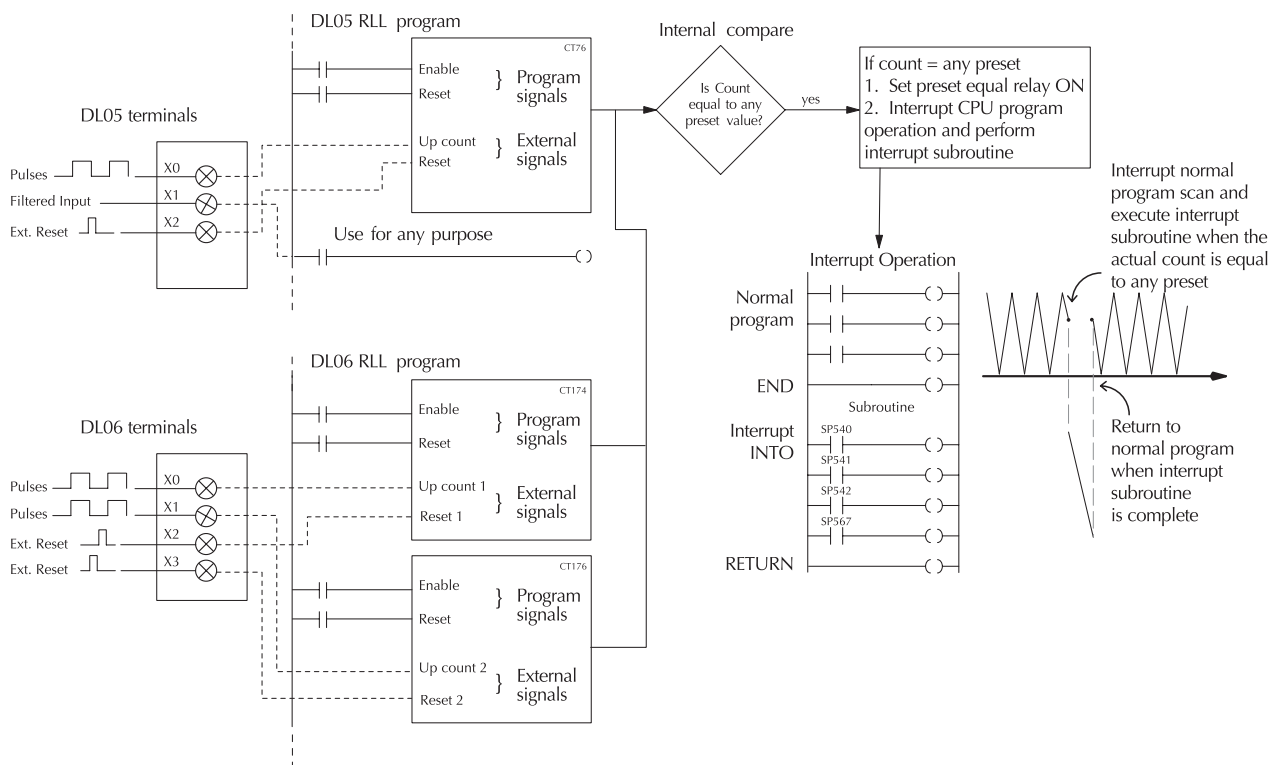 DL05 RLL program
CT76
Enable
Reset
} Program
signals
Up count
Reset
} External
signals
DL05 terminals
Pulses
X0
Filtered Input
X1
Ext. Reset
X2
Use for any purpose
Internal compare
Is Count
equal to any
preset value?
yes
If count = any preset
1. Set preset equal relay ON
2. Interrupt CPU program
operation and perform
interrupt subroutine
Interrupt normal
program scan and
execute interrupt
subroutine when the
actual count is equal
to any preset
Interrupt Operation
Normal
program
END
Subroutine
Interrupt
INTO
SP540
SP541
SP542
SP567
RETURN
Return to
normal program
when interrupt
subroutine
is complete
DL06 RLL program
CT174
Enable
Reset
} Program
signals
Up count 1
Reset 1
} External
signals
DL06 terminals
Pulses
X0
Pulses
X1
Ext. Reset
X2
Ext. Reset
X3
CT176
Enable
Reset
} Program
signals
Up count 2
Reset 2
} External
signals